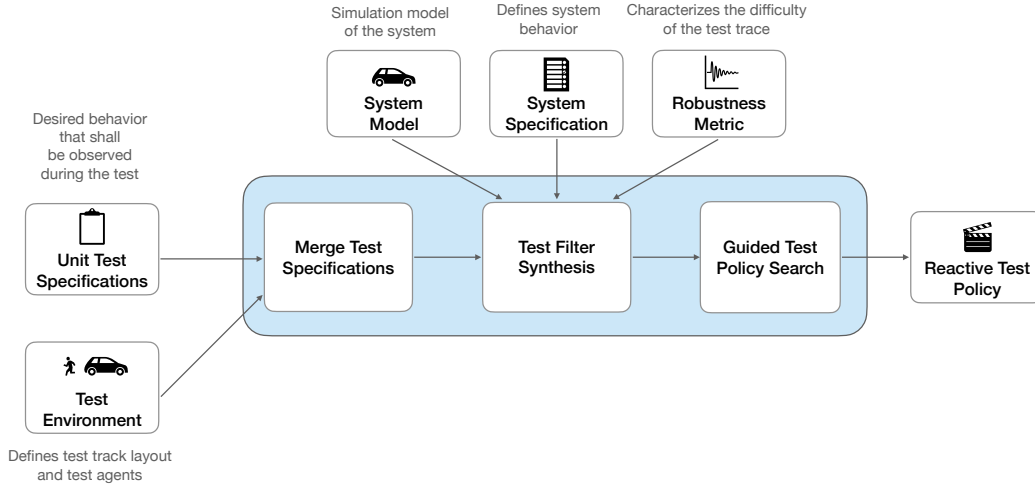 Simulation model
of the system
Defines system
behavior
Characterizes the difficulty
of the test trace
System
Model
System
Specification
Robustness
Metric
Desired behavior
that shall
be observed
during the test
Unit Test
Specifications
Merge Test
Specifications
Test Filter
Synthesis
Guided Test
Policy Search
Reactive Test
Policy
Test
Environment
Defines test track layout
and test agents